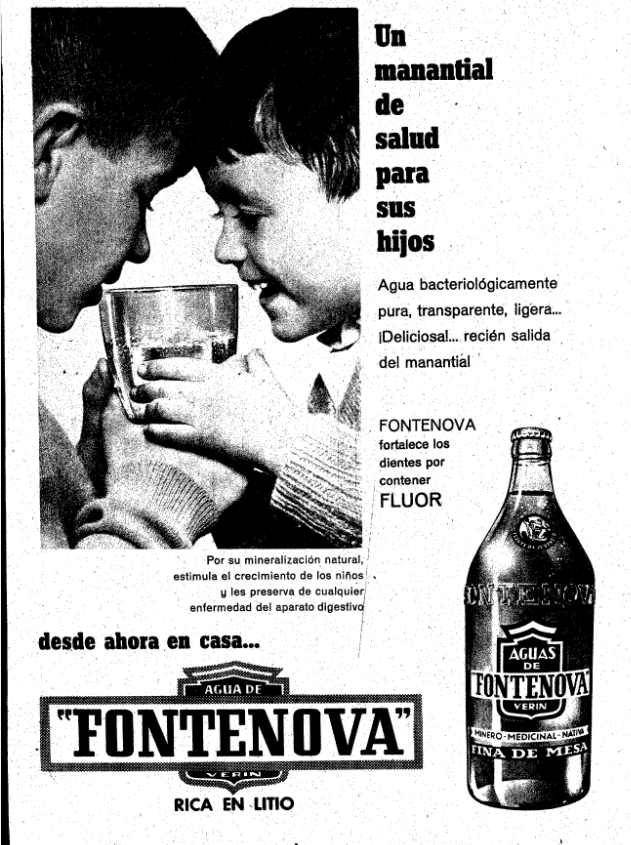 Un
manantial
de
salud
para
sus
hijos
Agua bacteriológicamente
pura, transparente, ligera...
¡Deliciosa!... recién salida
del manantial
FONTENOVA
fortalece los
dientes por
contener
FLUOR
Por su mineralización natural,
estimula el crecimiento de los niños
y les preserva de cualquier
enfermedad del aparato digestivo
desde ahora en casa...
AGUA DE
"FONTENOVA"
VERIN
RICA EN LITIO
FONTENOVA
AGUAS
DE
FONTENOVA"
VERIN
MINERO-MEDICINAL-NATIVA
FINA DE MESA